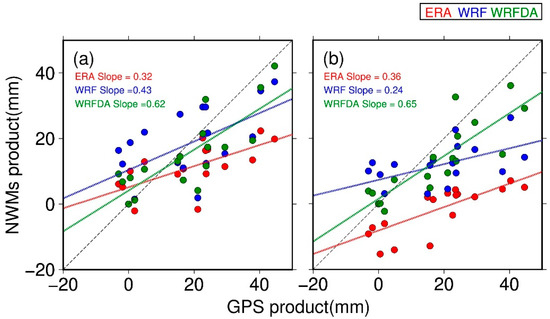 ERA WRF WRFDA
(a)
ERA Slope = 0.32
WRF Slope =0.43
WRFDA Slope =0.62
(b)
ERA Slope = 0.36
WRF Slope = 0.24
WRFDA Slope = 0.65
NWMs product(mm)
60
40
20
0
−20
−20 0 20 40
−20 0 20 40 60
GPS product(mm)